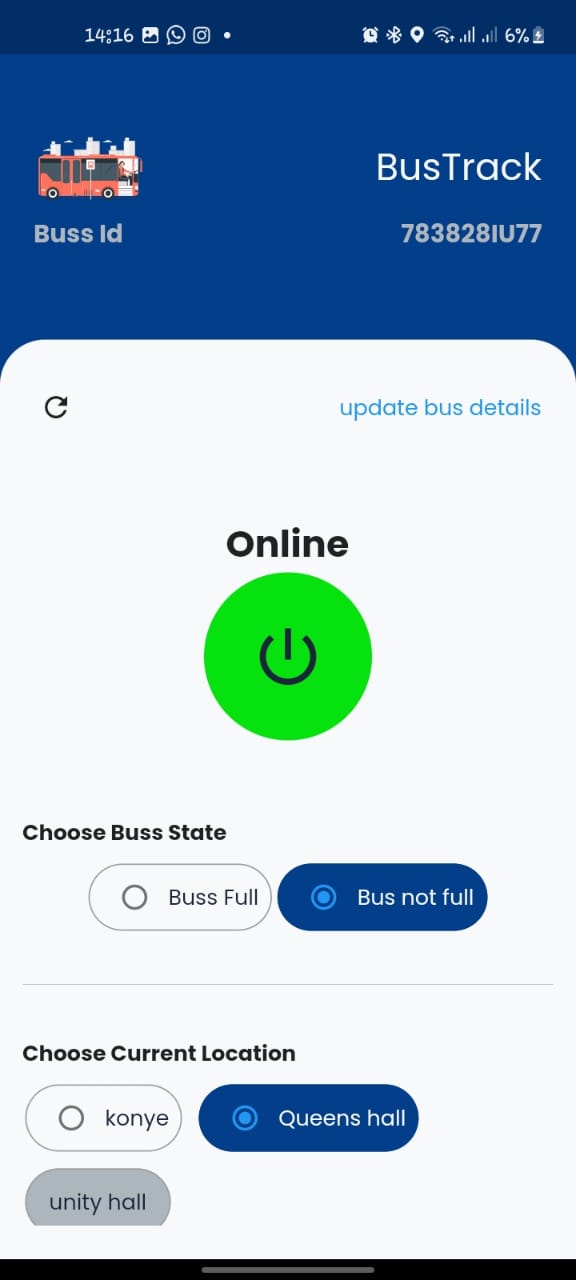 14:16 6%
BusTrack
Buss Id 783828IU77
update bus details
Online
Choose Buss State
Buss Full Bus not full
Choose Current Location
konye Queens hall
unity hall